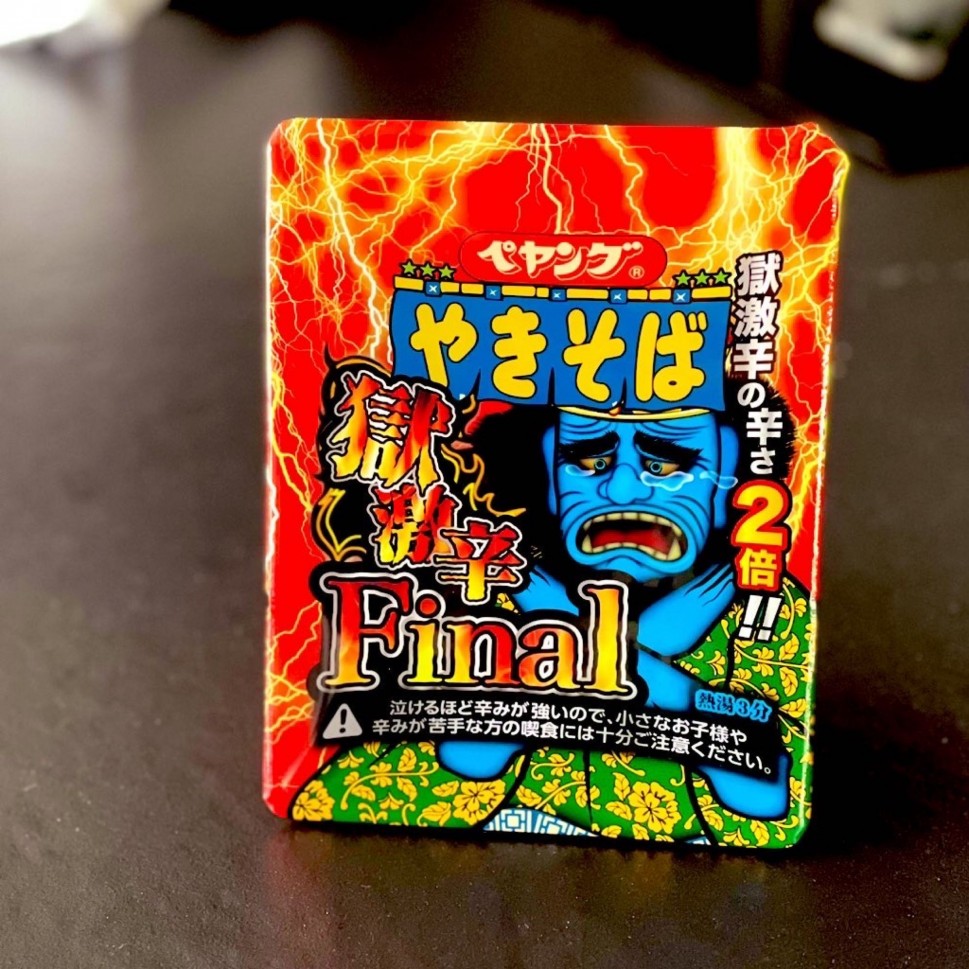 ペヤング®
やきそば
獄激辛の辛さ2倍!!
獄激辛
Final
熱湯3分
泣けるほど辛みが強いので、小さなお子様や
辛みが苦手な方の喫食には十分ご注意ください。